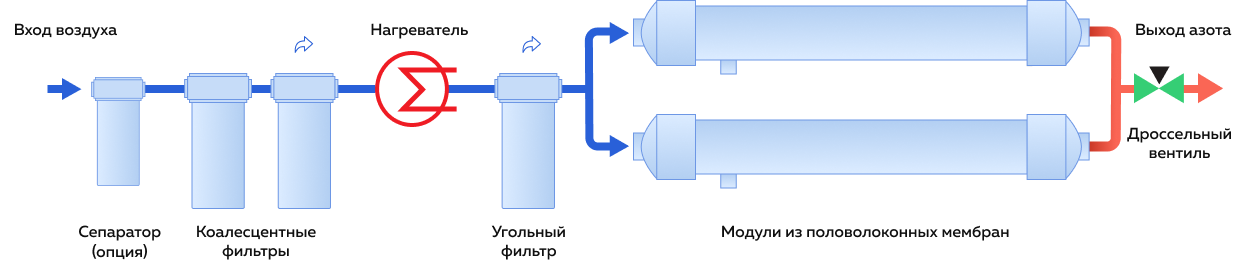 Вход воздуха
Нагреватель
Выход азота
Дроссельный
вентиль
Сепаратор
(опция)
Коалесцентные
фильтры
Угольный
фильтр
Модули из половолоконных мембран